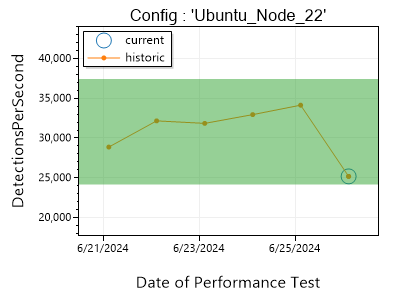 Config : 'Ubuntu_Node_22'
current
historic
DetectionsPerSecond
40,000
35,000
30,000
25,000
20,000
6/21/2024
6/23/2024
6/25/2024
Date of Performance Test